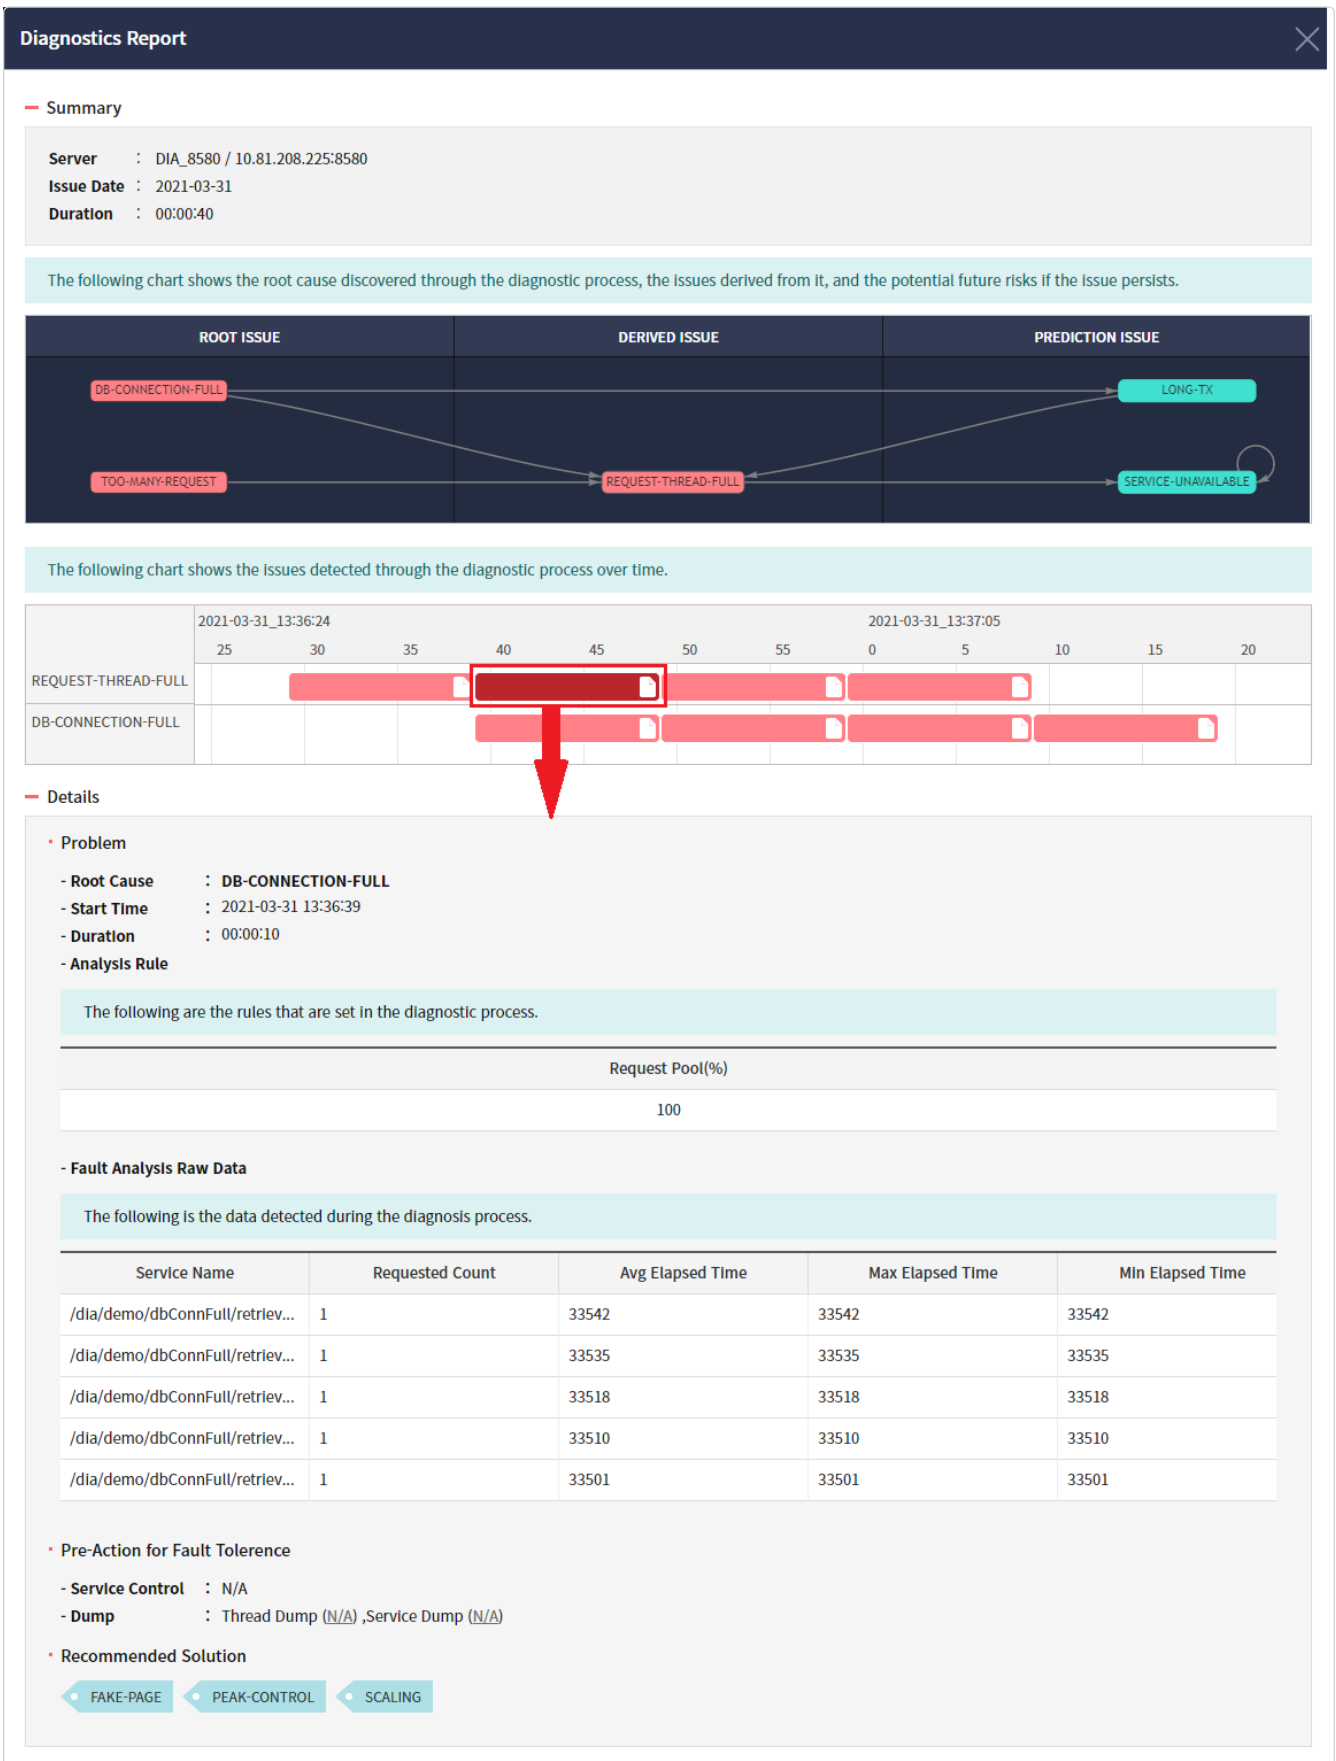 Diagnostics Report
Summary
Server : DIA_8580 / 10.81.208.225:8580
Issue Date : 2021-03-31
Duration : 00:00:40
The following chart shows the root cause discovered through the diagnostic process, the issues derived from it, and the potential future risks if the issue persists.
ROOT ISSUE DERIVED ISSUE PREDICTION ISSUE
DB-CONNECTION-FULL LONG-TX
TOO-MANY-REQUEST REQUEST-THREAD-FULL SERVICE-UNAVAILABLE
The following chart shows the issues detected through the diagnostic process over time.
2021-03-31_13:36:24 2021-03-31_13:37:05
25 30 35 40 45 50 55 0 5 10 15 20
REQUEST-THREAD-FULL
DB-CONNECTION-FULL
Details
Problem
- Root Cause : DB-CONNECTION-FULL
- Start Time : 2021-03-31 13:36:39
- Duration : 00:00:10
- Analysis Rule
The following are the rules that are set in the diagnostic process.
Request Pool(%)
100
- Fault Analysis Raw Data
The following is the data detected during the diagnosis process.
Service Name Requested Count Avg Elapsed Time Max Elapsed Time Min Elapsed Time
/dia/demo/dbConnFull/retriev... 1 33542 33542 33542
/dia/demo/dbConnFull/retriev... 1 33535 33535 33535
/dia/demo/dbConnFull/retriev... 1 33518 33518 33518
/dia/demo/dbConnFull/retriev... 1 33510 33510 33510
/dia/demo/dbConnFull/retriev... 1 33501 33501 33501
Pre-Action for Fault Tolerence
- Service Control : N/A
- Dump : Thread Dump (N/A) ,Service Dump (N/A)
Recommended Solution
FAKE-PAGE PEAK-CONTROL SCALING